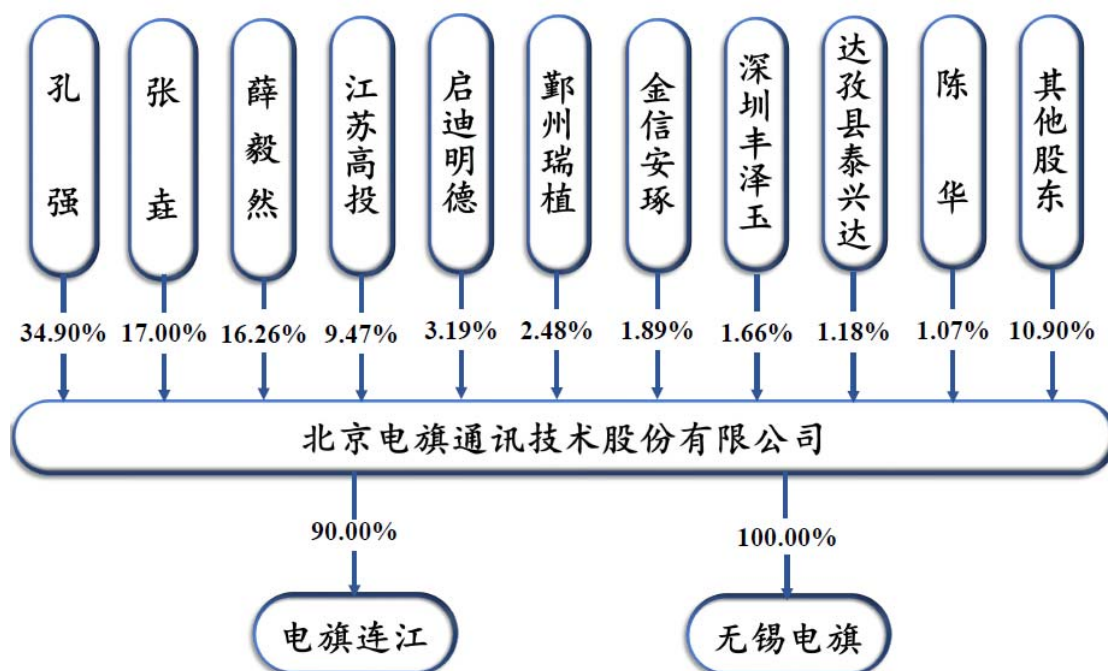 孔强
张垚
薛毅然
江苏高投
启迪明德
鄞州瑞植
金信安琢
深圳丰泽玉
达孜县泰兴达
陈华
其他股东
34.90%
17.00%
16.26%
9.47%
3.19%
2.48%
1.89%
1.66%
1.18%
1.07%
10.90%
北京电旗通讯技术股份有限公司
90.00%
100.00%
电旗连江
无锡电旗